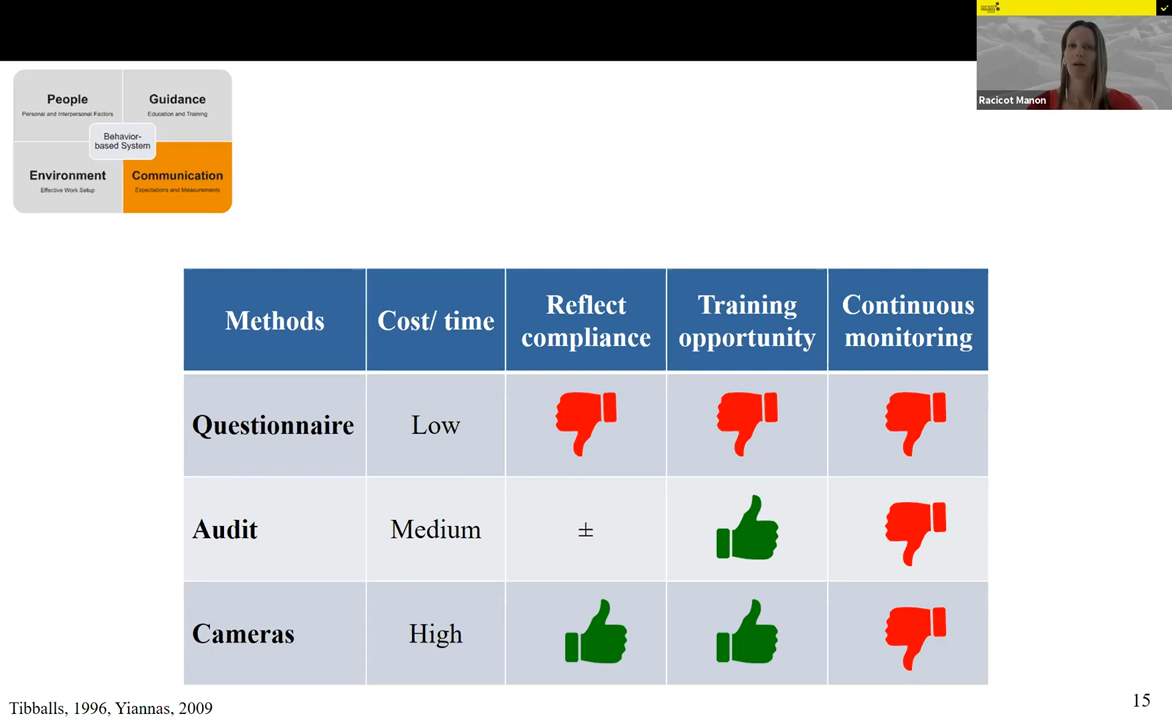 Racicot Manon
People
Personal and Interpersonal Factors
Guidance
Education and Training
Behavior-
based System
Environment
Effective Work Setup
Communication
Expectations and Measurements
Methods
Cost/ time
Reflect
compliance
Training
opportunity
Continuous
monitoring
Questionnaire
Low
Audit
Medium
±
Cameras
High
Tibballs, 1996, Yiannas, 2009
15